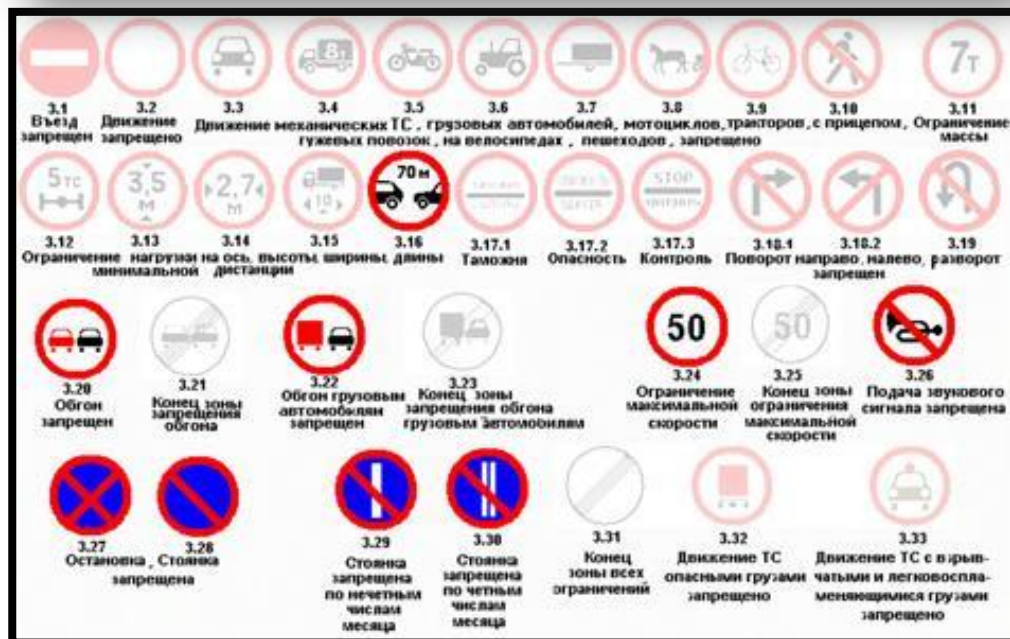 3.1 3.2 3.3 3.4 3.5 3.6 3.7 3.8 3.9 3.10 3.11
Въезд запрещен
Движение запрещено
Движение механических ТС, грузовых автомобилей, мотоциклов, тракторов, с прицепом,
гужевых повозок, на велосипедах, пешеходов, запрещено
Ограничение массы
8т
7т
5тс
3,5 м
2,7 м
10
70 м
STOP
3.12 3.13 3.14 3.15 3.16 3.17.1 3.17.2 3.17.3 3.18.1 3.18.2 3.19
Ограничение нагрузки на ось, высоты, ширины, длины
минимальной дистанции
Таможня
Опасность
Контроль
Поворот направо, налево, разворот
запрещен
50
50
3.20
Обгон
запрещен
3.21
Конец зоны
запрещения
обгона
3.22
Обгон грузовым
автомобилям
запрещен
3.23
Конец зоны
запрещения обгона
грузовым автомобилям
3.24
Ограничение
максимальной
скорости
3.25
Конец зоны
ограничения
максимальной
скорости
3.26
Подача звукового
сигнала запрещена
3.27 3.28
Остановка, Стоянка
запрещена
3.29
Стоянка
запрещена
по нечетным
числам
месяца
3.30
Стоянка
запрещена
по четным
числам
месяца
3.31
Конец
зоны всех
ограничений
3.32
Движение ТС
опасными грузами
запрещено
3.33
Движение ТС с взрыв-
чатыми и легковоспла-
меняющимися грузами
запрещено